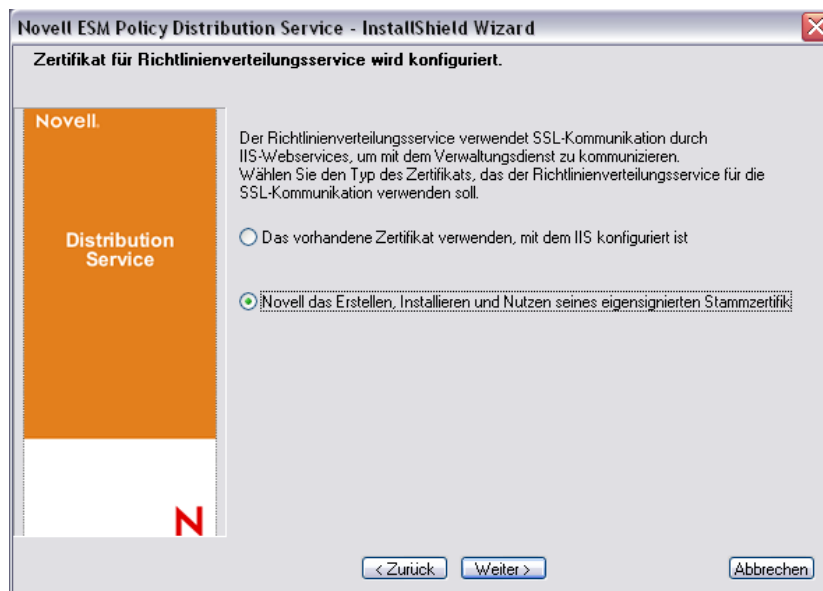 Novell ESM Policy Distribution Service - InstallShield Wizard
Zertifikat für Richtlinienverteilungsservice wird konfiguriert.
Novell.
Distribution
Service
Der Richtlinienverteilungsservice verwendet SSL-Kommunikation durch
IIS-Webservices, um mit dem Verwaltungsdienst zu kommunizieren.
Wählen Sie den Typ des Zertifikats, das der Richtlinienverteilungsservice für die
SSL-Kommunikation verwenden soll.
Das vorhandene Zertifikat verwenden, mit dem IIS konfiguriert ist
Novell das Erstellen, Installieren und Nutzen seines eigensignierten Stammzertifik
N
< Zurück
Weiter >
Abbrechen